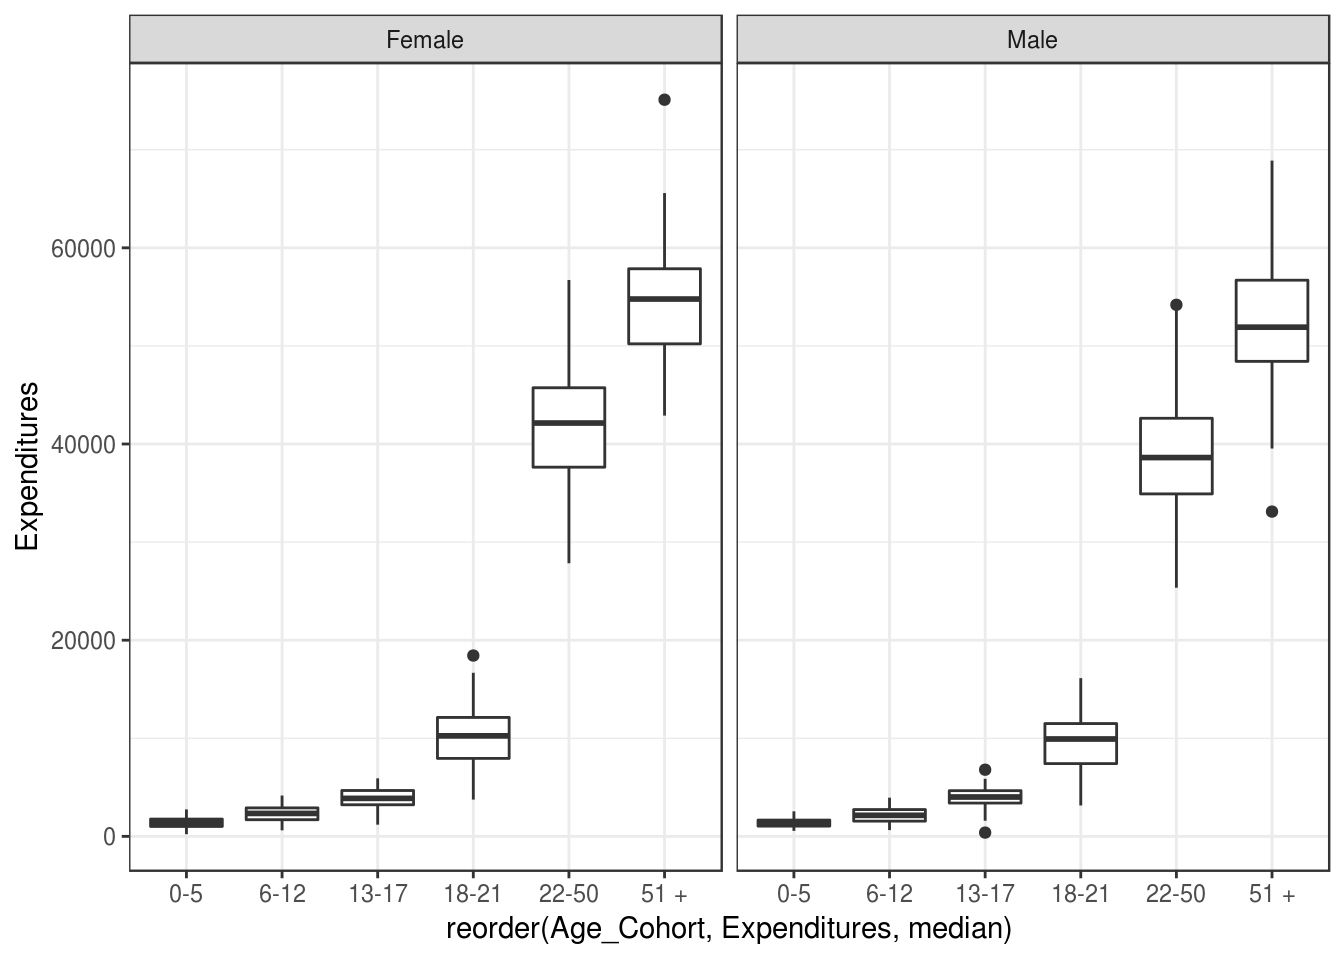 Female
Male
Expenditures
60000
40000
20000
0
0-5 6-12 13-17 18-21 22-50 51 +
0-5 6-12 13-17 18-21 22-50 51 +
reorder(Age_Cohort, Expenditures, median)